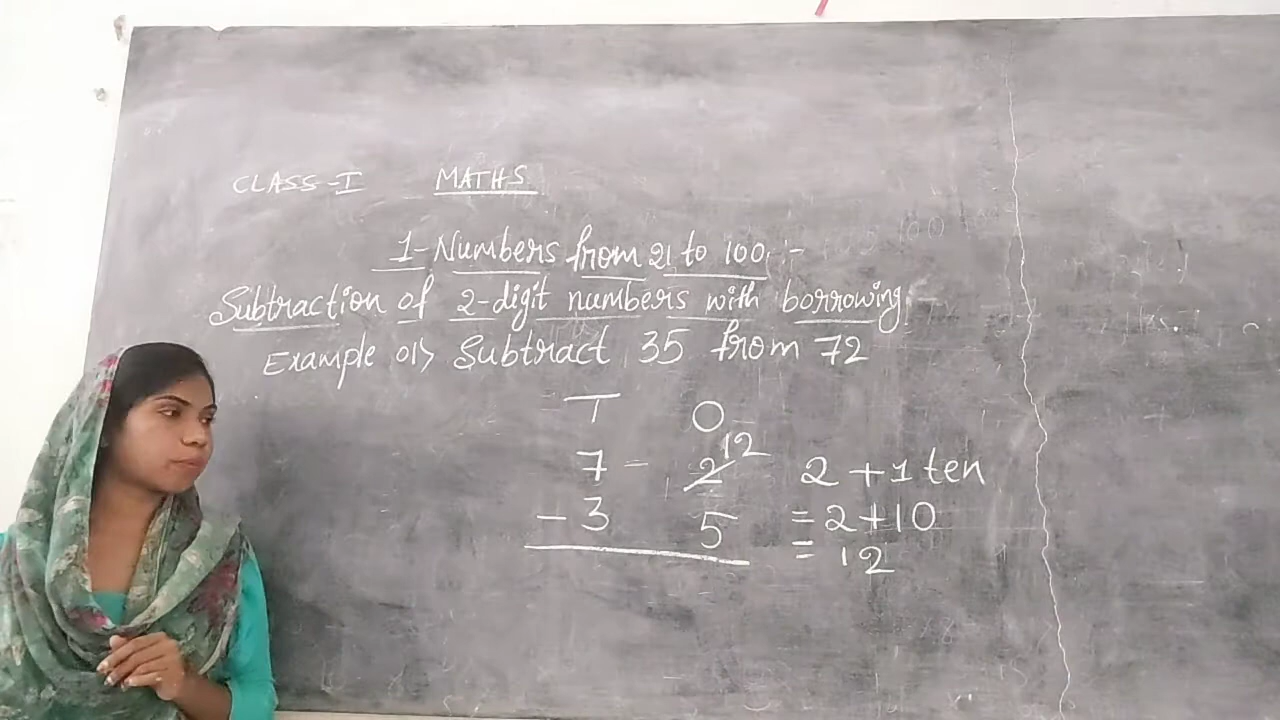 CLASS-I MATHS
1-Numbers from 21 to 100:-
Subtraction of 2-digit numbers with borrowing:-
Example 01> Subtract 35 from 72
T O
12
7 2 2 + 1 ten
- 3 5 = 2+10
= 12